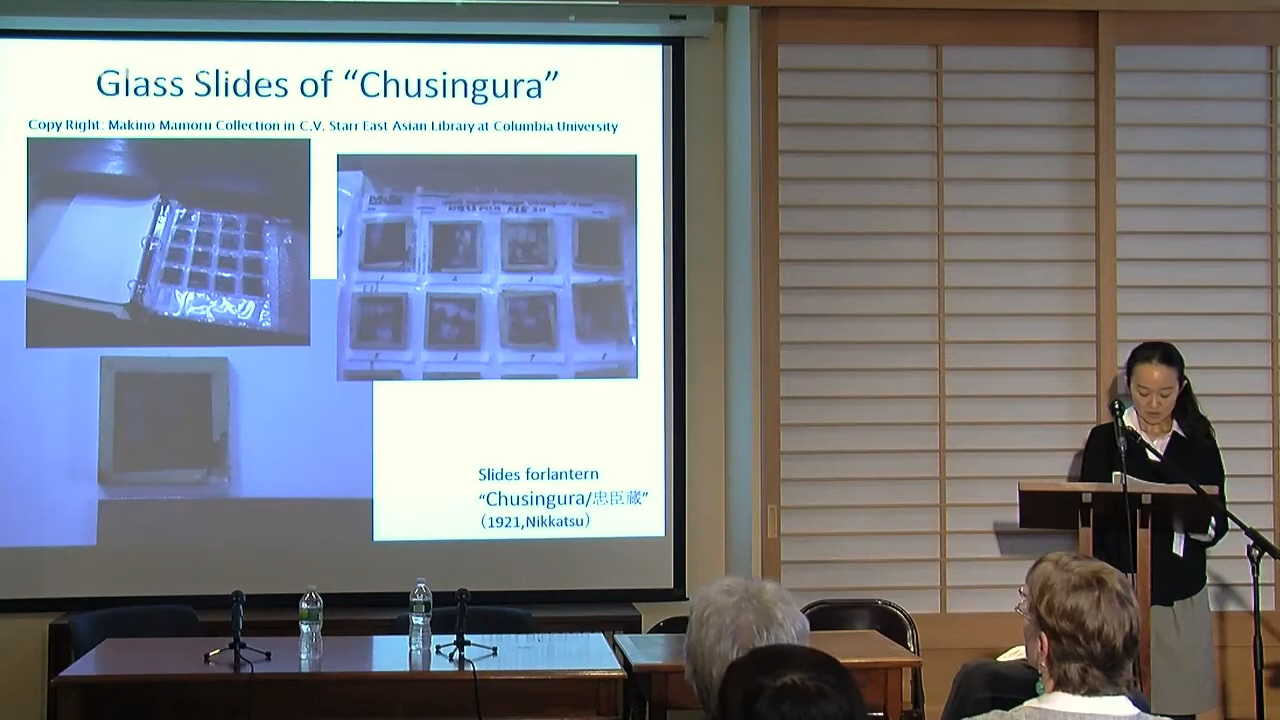 Glass Slides of “Chusingura”
Copy Right: Makino Mamoru Collection in C.V. Starr East Asian Library at Columbia University
Slides forlantern
“Chusingura/忠臣蔵”
（1921,Nikkatsu）